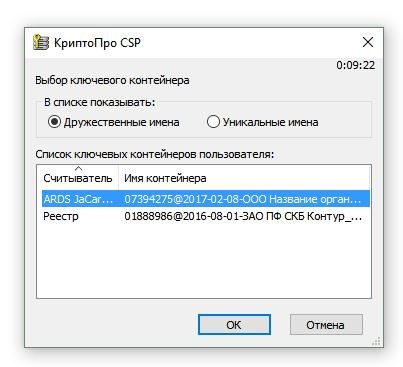 КриптоПро CSP
0:09:22
Выбор ключевого контейнера
В списке показывать:
Дружественные имена Уникальные имена
Список ключевых контейнеров пользователя:
Считыватель Имя контейнера
ARDS JaCar... 07394275@2017-02-08-ООО Название орган...
Реестр 01888986@2016-08-01-ЗАО ПФ СКБ Контур_...
OK Отмена